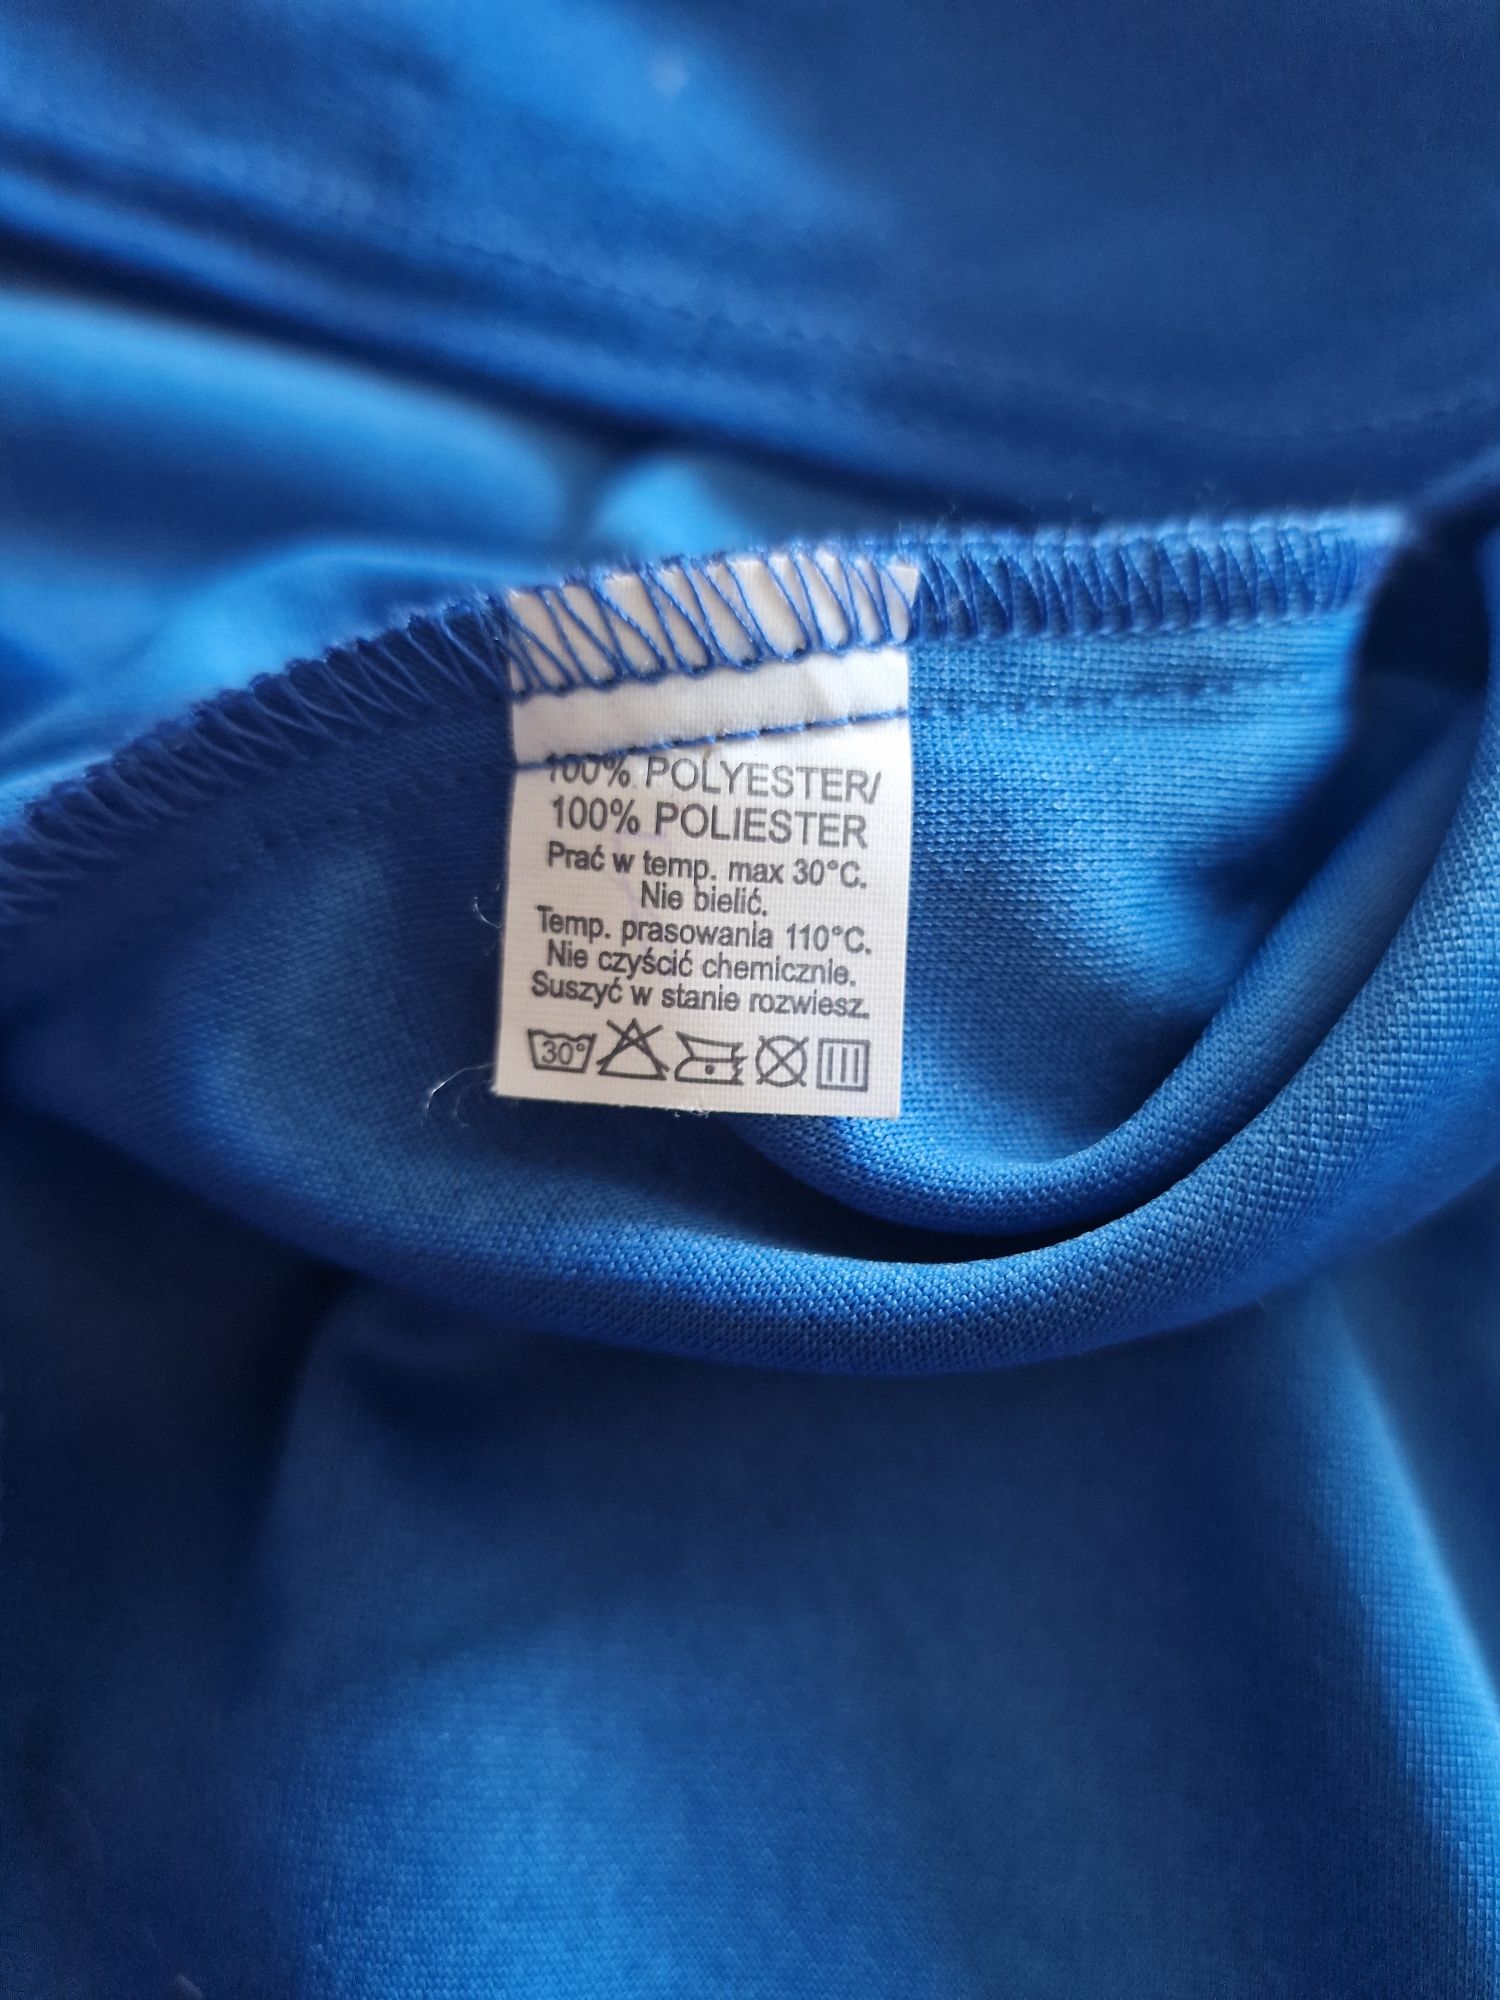 100% POLYESTER/
100% POLIESTER
Prać w temp. max 30°C.
Nie bielić.
Temp. prasowania 110°C.
Nie czyścić chemicznie.
Suszyć w stanie rozwiesz.
30°